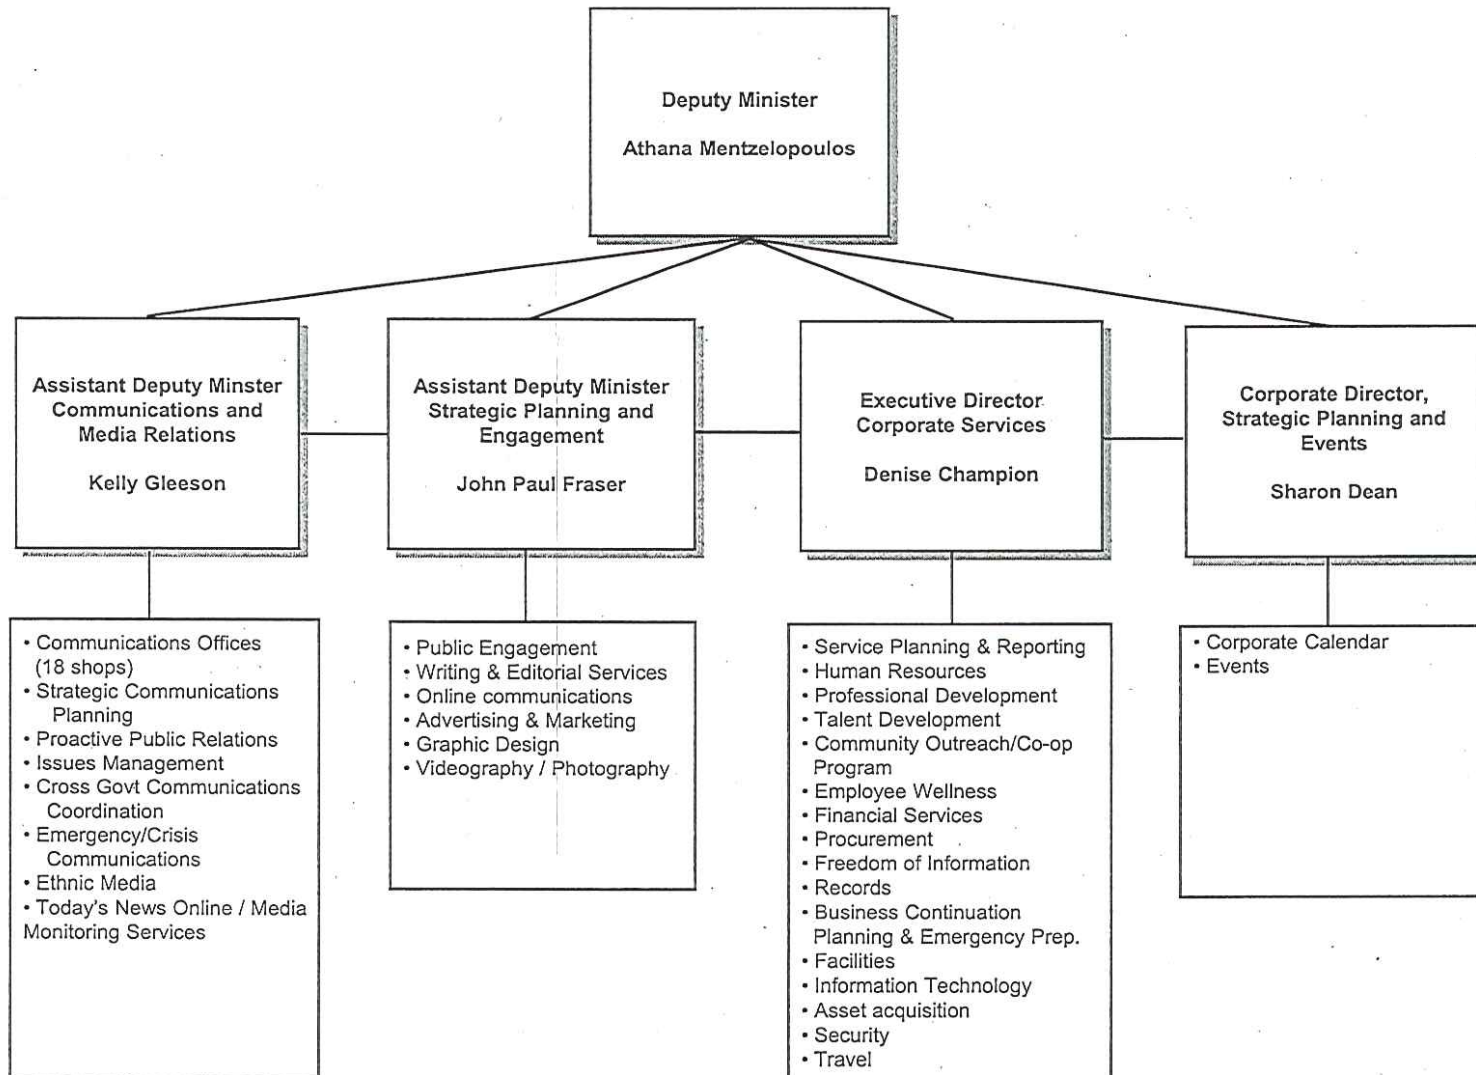 Deputy Minister
Athana Mentzelopoulos
Assistant Deputy Minster
Communications and
Media Relations
Kelly Gleeson
Assistant Deputy Minister
Strategic Planning and
Engagement
John Paul Fraser
Executive Director
Corporate Services
Denise Champion
Corporate Director,
Strategic Planning and
Events
Sharon Dean
• Communications Offices
(18 shops)
• Strategic Communications
Planning
• Proactive Public Relations
• Issues Management
• Cross Govt Communications
Coordination
• Emergency/Crisis
Communications
• Ethnic Media
• Today's News Online / Media
Monitoring Services
• Public Engagement
• Writing & Editorial Services
• Online communications
• Advertising & Marketing
• Graphic Design
• Videography / Photography
• Service Planning & Reporting
• Human Resources
• Professional Development
• Talent Development
• Community Outreach/Co-op
Program
• Employee Wellness
• Financial Services
• Procurement
• Freedom of Information
• Records
• Business Continuation
Planning & Emergency Prep.
• Facilities
• Information Technology
• Asset acquisition
• Security
• Travel
• Corporate Calendar
• Events